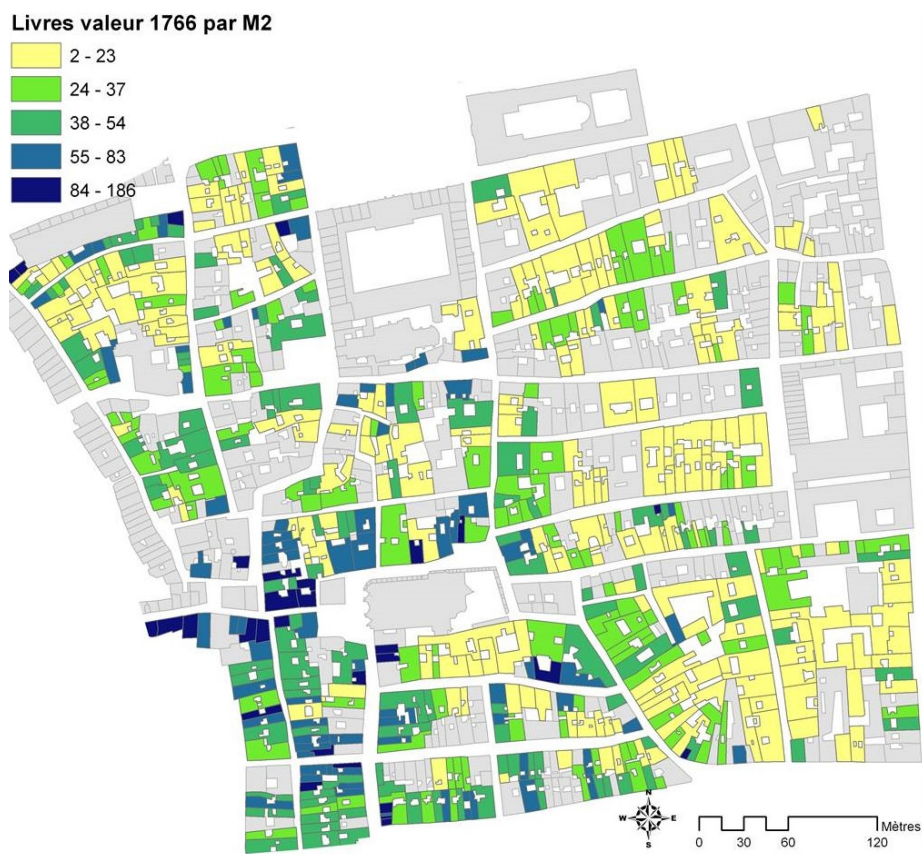 Livres valeur 1766 par M2
2 - 23
24 - 37
38 - 54
55 - 83
84 - 186
N
W E
S
Mètres
0 30 60 120